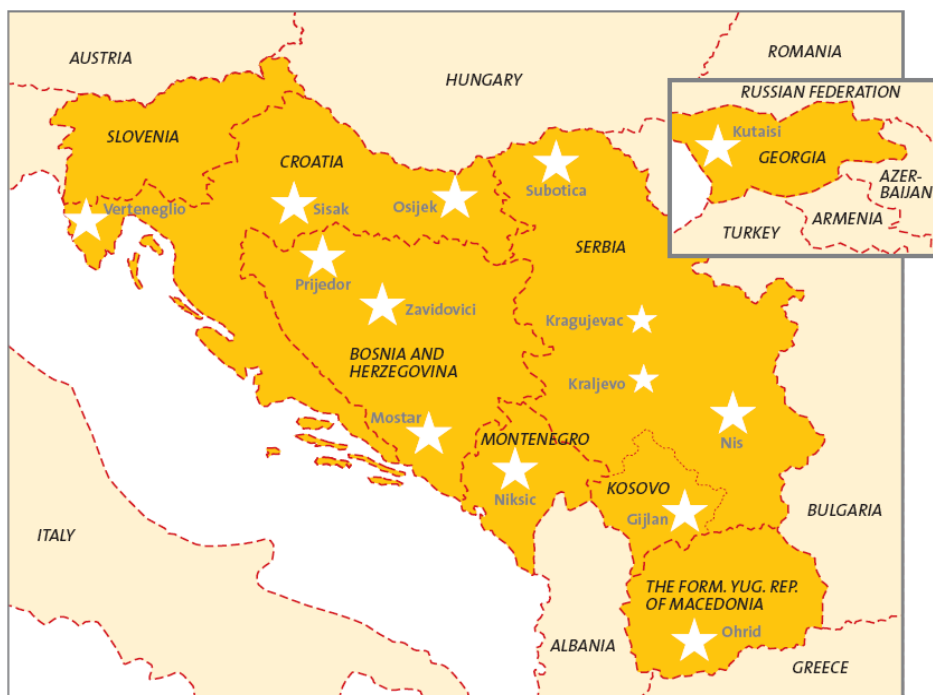 AUSTRIA
ROMANIA
HUNGARY
RUSSIAN FEDERATION
Kutaisi
SLOVENIA
GEORGIA
CROATIA
AZER-
BAIJAN
Subotica
Verteneglio
Sisak
Osijek
ARMENIA
TURKEY
SERBIA
Prijedor
Zavidovici
Kragujevac
BOSNIA AND
HERZEGOVINA
Kraljevo
Mostar
MONTENEGRO
Nis
KOSOVO
Niksic
BULGARIA
Gijlan
ITALY
THE FORM. YUG. REP.
OF MACEDONIA
Ohrid
ALBANIA
GREECE